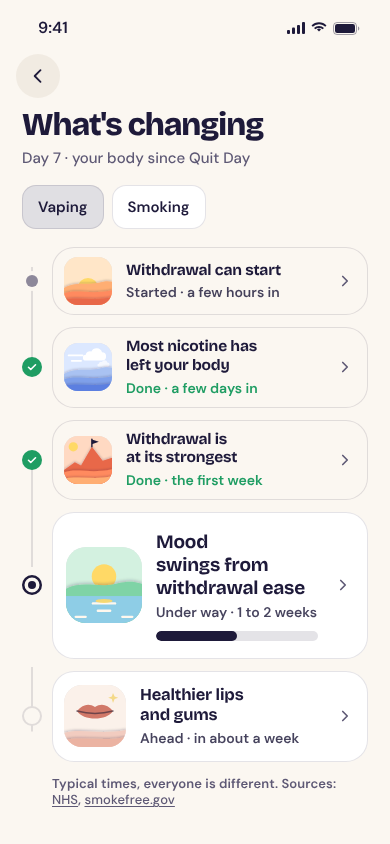 9:41
What's changing
Day 7 · your body since Quit Day
Vaping
Smoking
Withdrawal can start
Started · a few hours in
Most nicotine has
left your body
Done · a few days in
Withdrawal is
at its strongest
Done · the first week
Mood
swings from
withdrawal ease
Under way · 1 to 2 weeks
Healthier lips
and gums
Ahead · in about a week
Typical times, everyone is different. Sources:
NHS, smokefree.gov